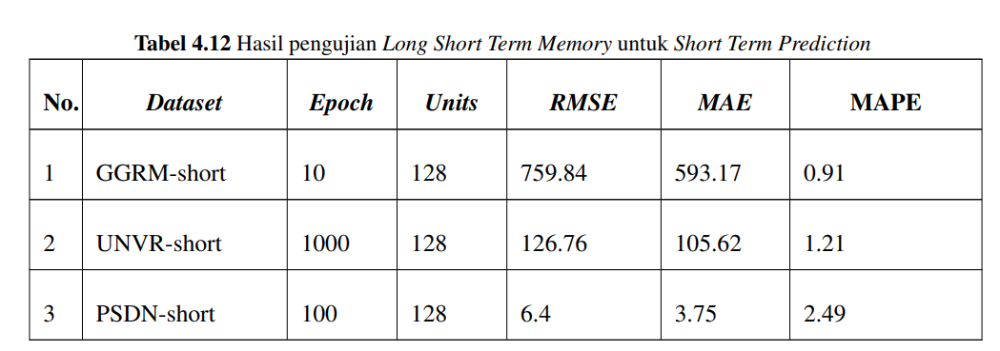 Tabel 4.12 Hasil pengujian Long Short Term Memory untuk Short Term Prediction
No. Dataset Epoch Units RMSE MAE MAPE
1 GGRM-short 10 128 759.84 593.17 0.91
2 UNVR-short 1000 128 126.76 105.62 1.21
3 PSDN-short 100 128 6.4 3.75 2.49